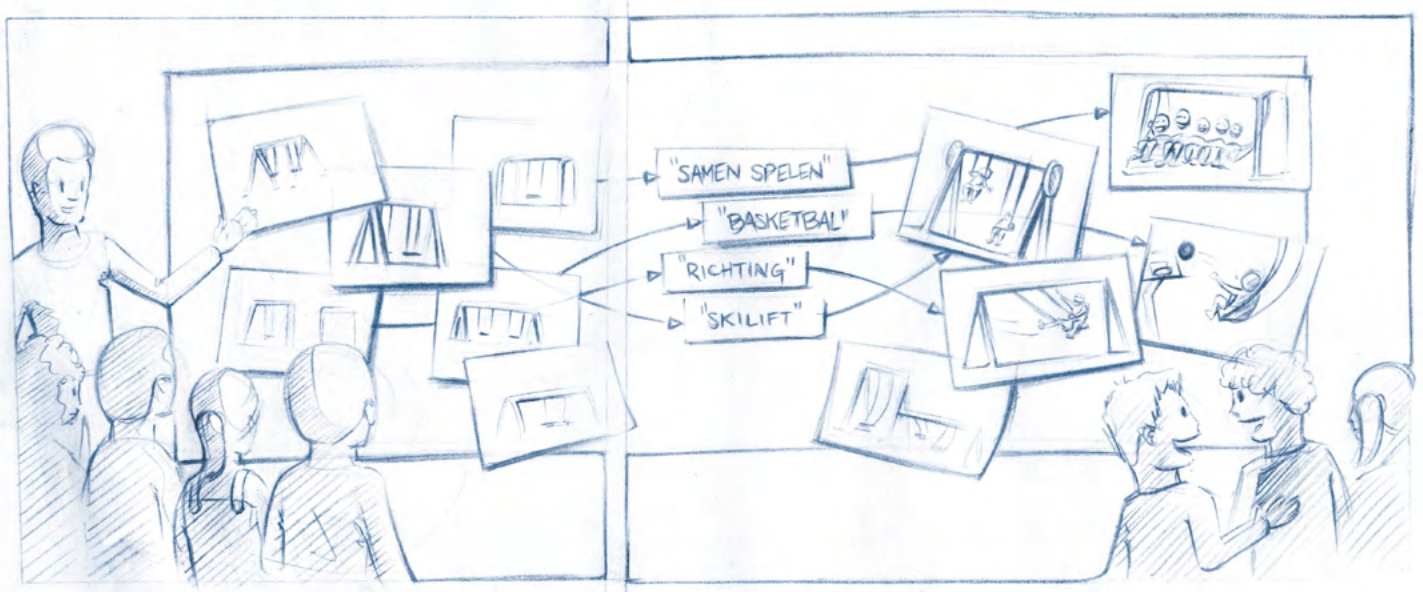 "SAMEN SPELEN"
"BASKETBAL"
"RICHTING"
"SKILIFT"